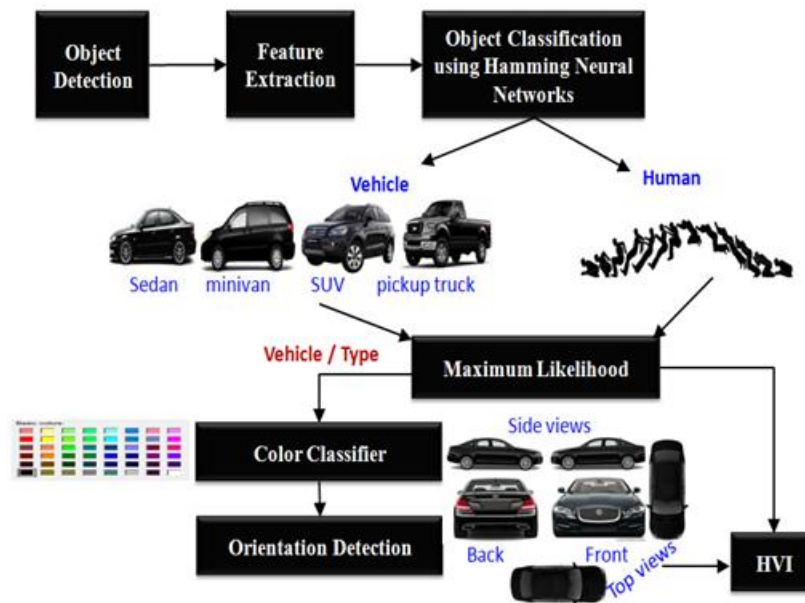 Object
Detection
Feature
Extraction
Object Classification
using Hamming Neural
Networks
Vehicle
Human
Sedan
minivan
SUV
pickup truck
Vehicle / Type
Maximum Likelihood
Side views
Color Classifier
Orientation Detection
Back
Front
Top views
HVI